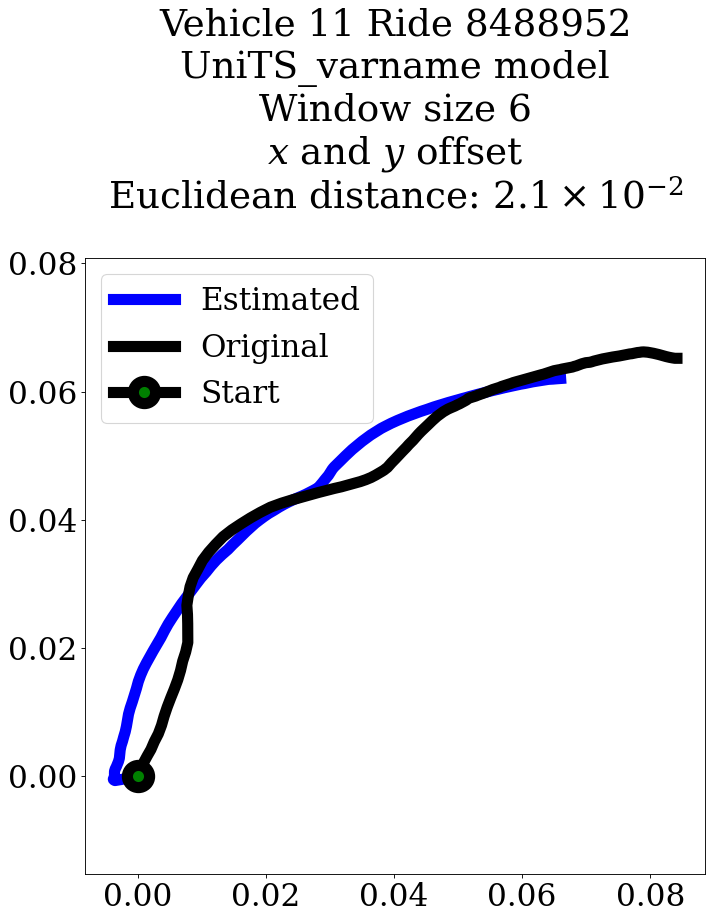 Vehicle 11 Ride 8488952
UniTS_varname model
Window size 6
x and y offset
Euclidean distance: 2.1 × 10⁻²
0.08
0.06
0.04
0.02
0.00
Estimated
Original
Start
0.00 0.02 0.04 0.06 0.08